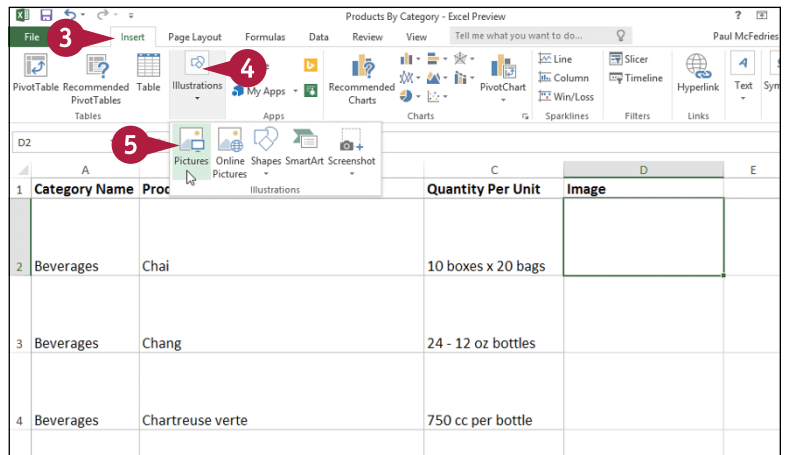 Products By Category - Excel Preview
?
File Insert Page Layout Formulas Data Review View Tell me what you want to do... Paul McFedries
3
4
PivotTable Recommended PivotTables Table
Illustrations
My Apps
Recommended Charts
PivotChart
Line
Column
Win/Loss
Slicer
Timeline
Hyperlink
Text
Tables Apps Charts Sparklines Filters Links
5
D2
Pictures Online Pictures Shapes SmartArt Screenshot
Illustrations
A C D E
1 Category Name Quantity Per Unit Image
2 Beverages Chai 10 boxes x 20 bags
3 Beverages Chang 24 - 12 oz bottles
4 Beverages Chartreuse verte 750 cc per bottle